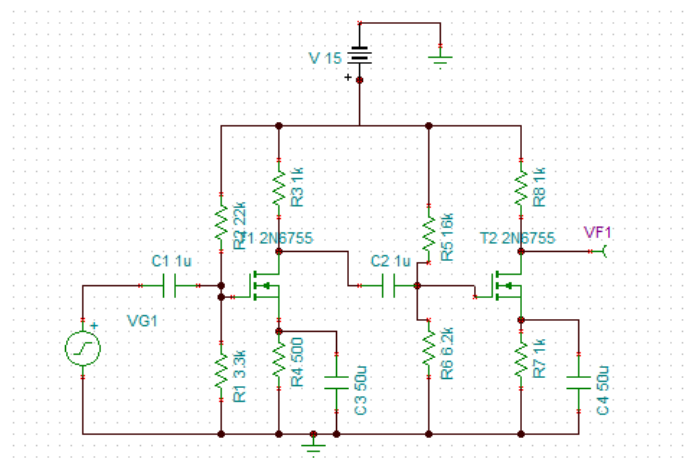 V 15
+
R3 1k
R8 1k
R2 22k
T1 2N6755
R5 16k
T2 2N6755
VF1
C1 1u
C2 1u
+
VG1
R1 3.3k
R4 500
C3 50u
R6 6.2k
R7 1k
C4 50u